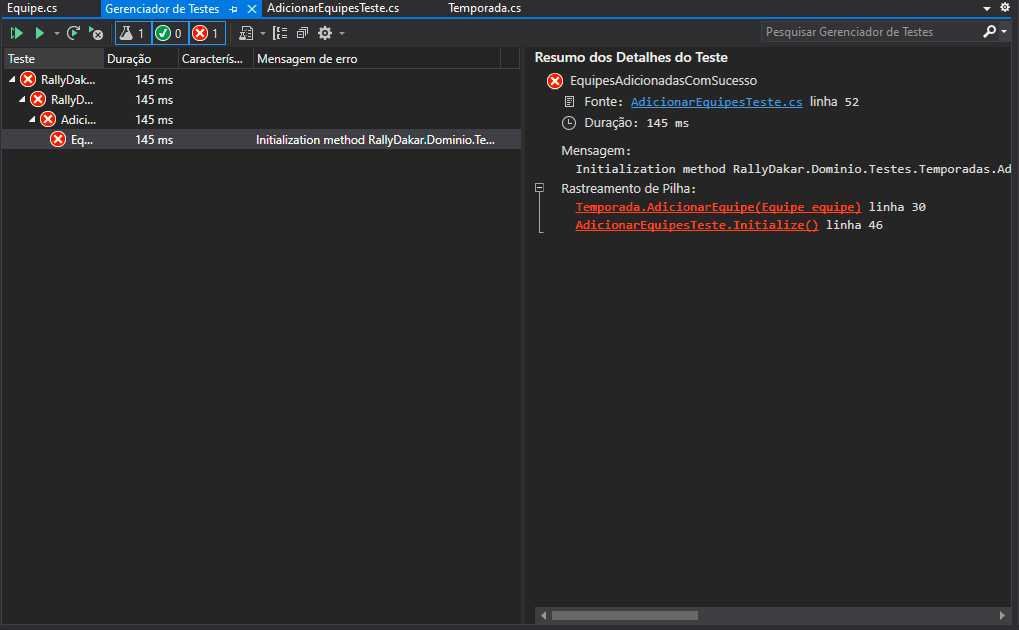 Equipe.cs Gerenciador de Testes AdicionarEquipesTeste.cs Temporada.cs
1 0 1 Pesquisar Gerenciador de Testes
Teste Duração Caracterís... Mensagem de erro
RallyDak... 145 ms
RallyD... 145 ms
Adici... 145 ms
Eq... 145 ms Initialization method RallyDakar.Dominio.Te...
Resumo dos Detalhes do Teste
EquipesAdicionadasComSucesso
Fonte: AdicionarEquipesTeste.cs linha 52
Duração: 145 ms
Mensagem:
Initialization method RallyDakar.Dominio.Testes.Temporadas.Ad
Rastreamento de Pilha:
Temporada.AdicionarEquipe(Equipe equipe) linha 30
AdicionarEquipesTeste.Initialize() linha 46